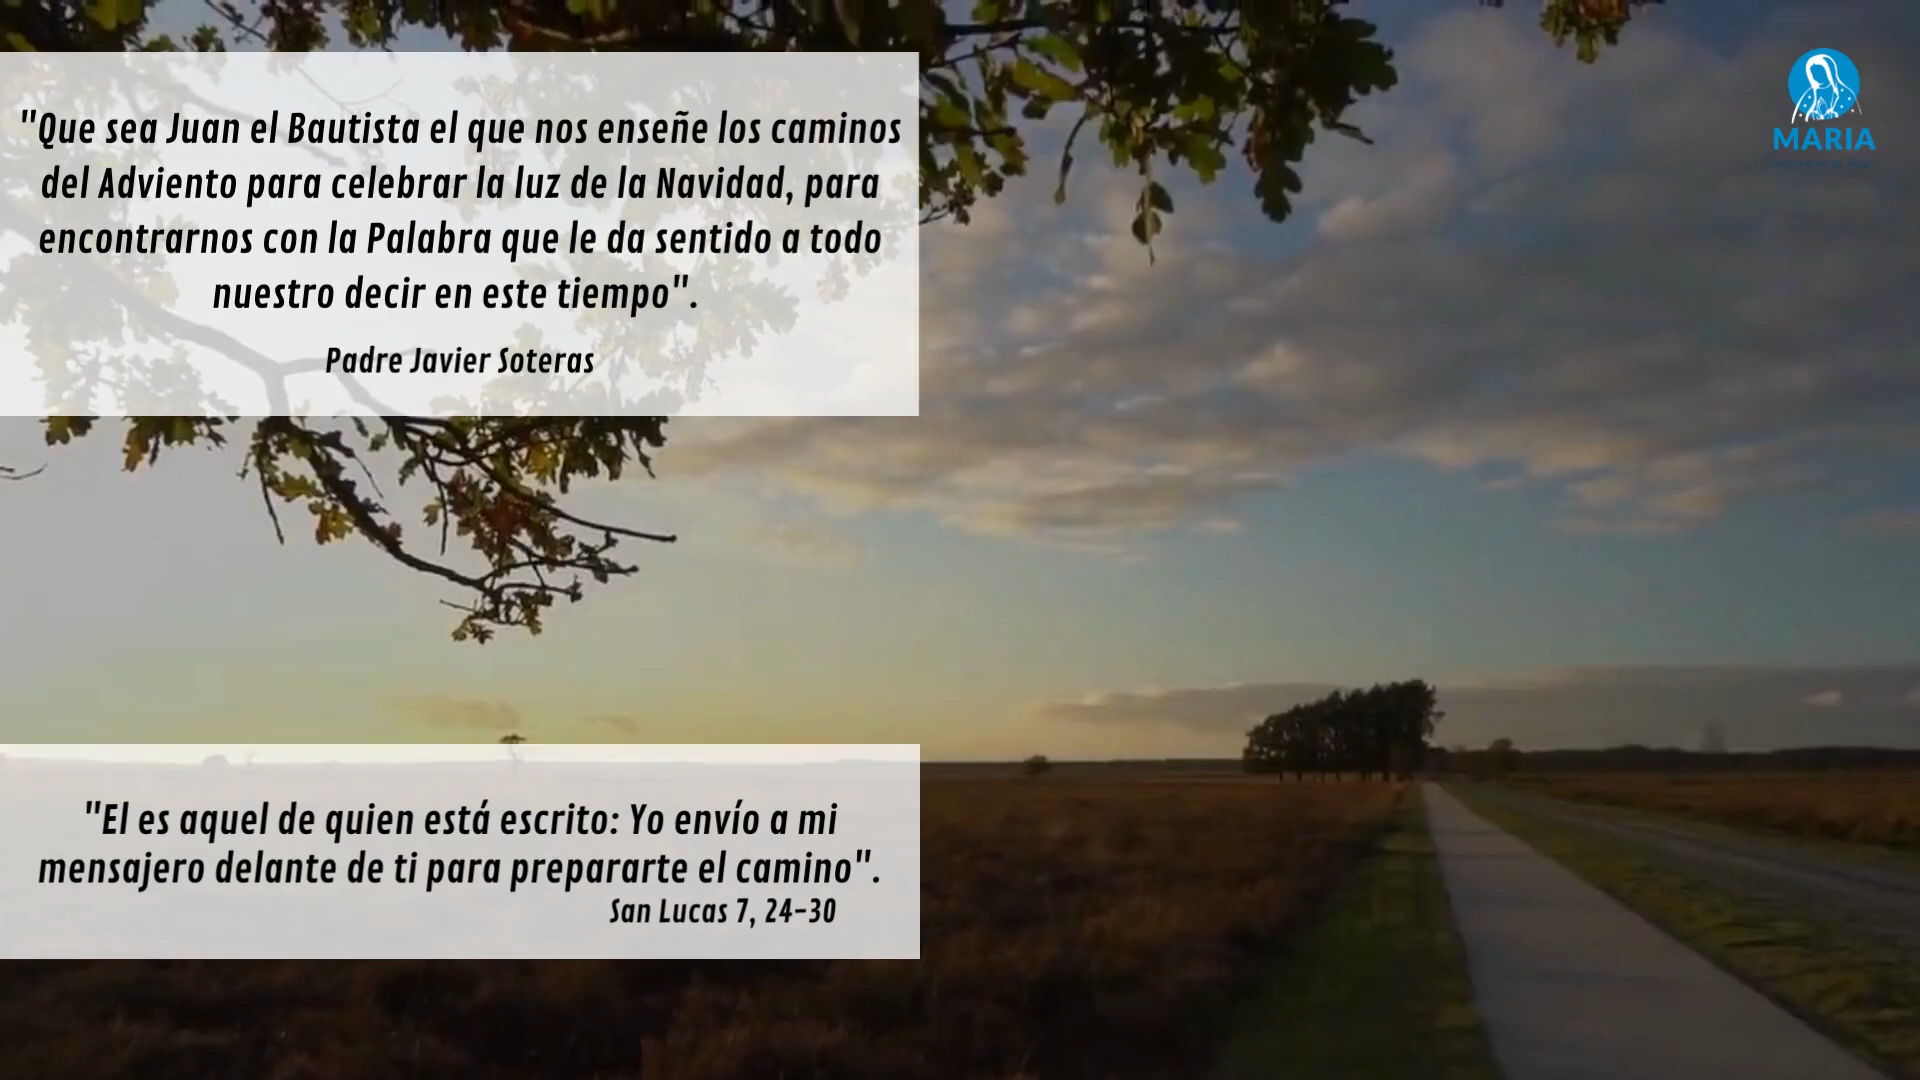 "Que sea Juan el Bautista el que nos enseñe los caminos
del Adviento para celebrar la luz de la Navidad, para
encontrarnos con la Palabra que le da sentido a todo
nuestro decir en este tiempo".
Padre Javier Soteras
MARIA
"El es aquel de quien está escrito: Yo envío a mi
mensajero delante de ti para prepararte el camino".
San Lucas 7, 24-30